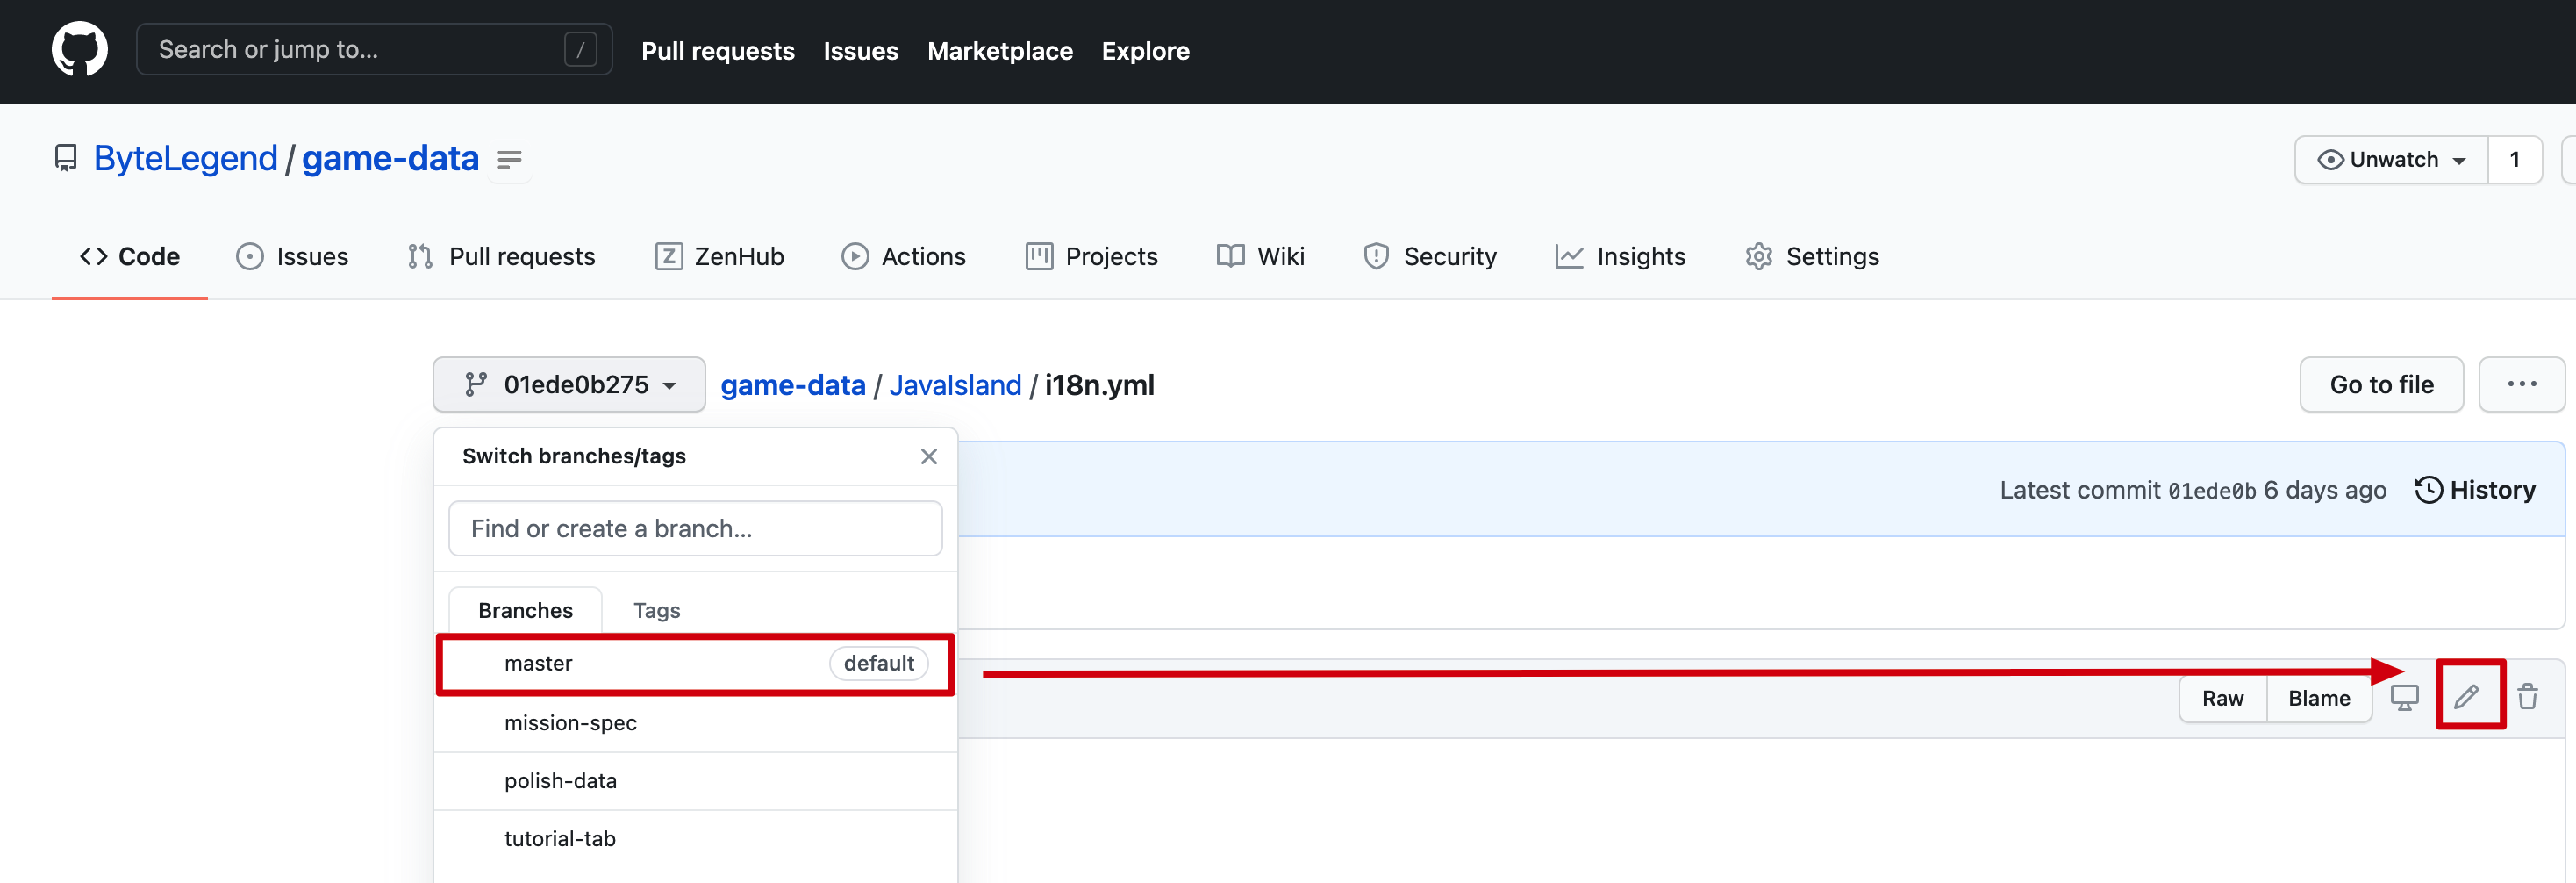 Search or jump to... / Pull requests Issues Marketplace Explore
ByteLegend / game-data
Unwatch 1
Code Issues Pull requests ZenHub Actions Projects Wiki Security Insights Settings
01ede0b275 game-data / JavaIsland / i18n.yml Go to file ...
Switch branches/tags
Latest commit 01ede0b 6 days ago History
Find or create a branch...
Branches Tags
master default
Raw Blame
mission-spec
polish-data
tutorial-tab